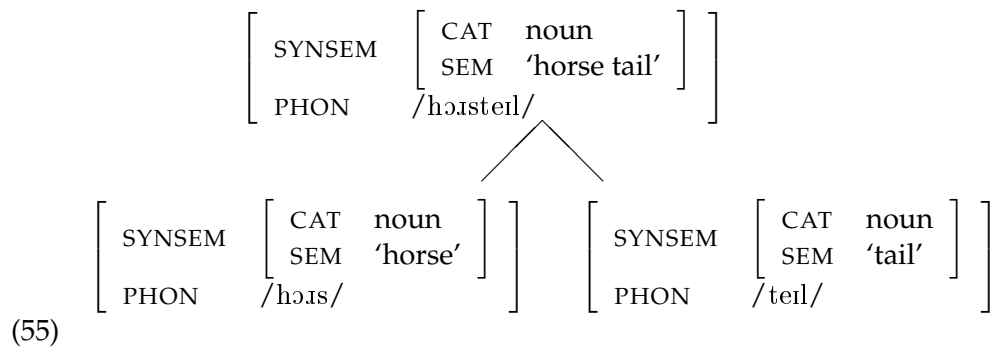 SYNSEM CAT noun
SEM ‘horse tail’
PHON /hɔɹsteɪl/
SYNSEM CAT noun SYNSEM CAT noun
SEM ‘horse’ SEM ‘tail’
PHON /hɔɹs/ PHON /teɪl/
(55)